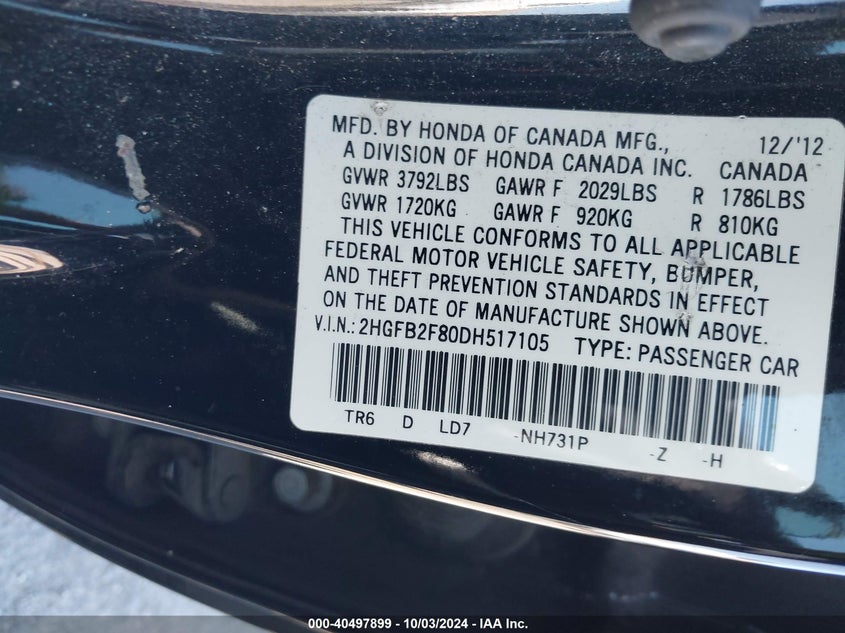 MFD. BY HONDA OF CANADA MFG., 12/'12
A DIVISION OF HONDA CANADA INC. CANADA
GVWR 3792LBS GAWR F 2029LBS R 1786LBS
GVWR 1720KG GAWR F 920KG R 810KG
THIS VEHICLE CONFORMS TO ALL APPLICABLE
FEDERAL MOTOR VEHICLE SAFETY, BUMPER,
AND THEFT PREVENTION STANDARDS IN EFFECT
ON THE DATE OF MANUFACTURE SHOWN ABOVE.
V.I.N.: 2HGFB2F80DH517105 TYPE: PASSENGER CAR
TR6 D LD7 -NH731P -Z -H
000-40497899 - 10/03/2024 - IAA Inc.